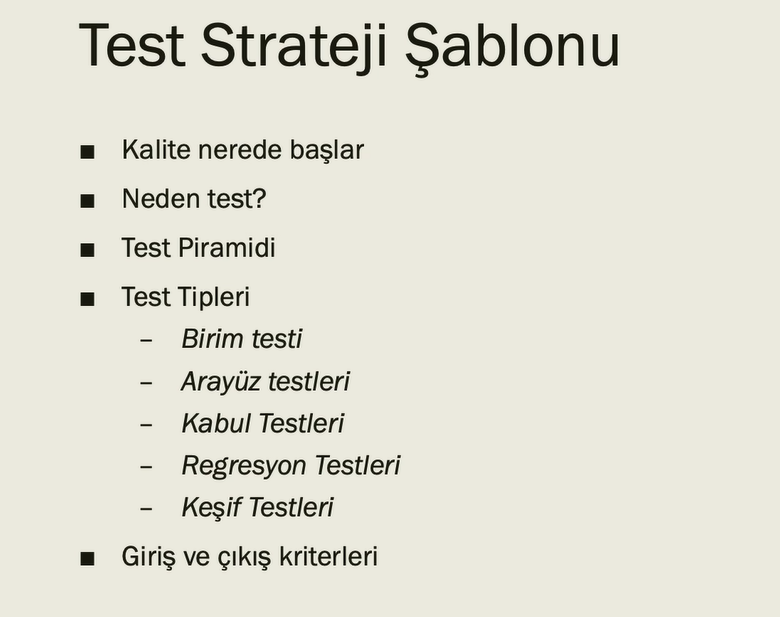 Test Strateji Şablonu
■ Kalite nerede başlar
■ Neden test?
■ Test Piramidi
■ Test Tipleri
– Birim testi
– Arayüz testleri
– Kabul Testleri
– Regresyon Testleri
– Keşif Testleri
■ Giriş ve çıkış kriterleri